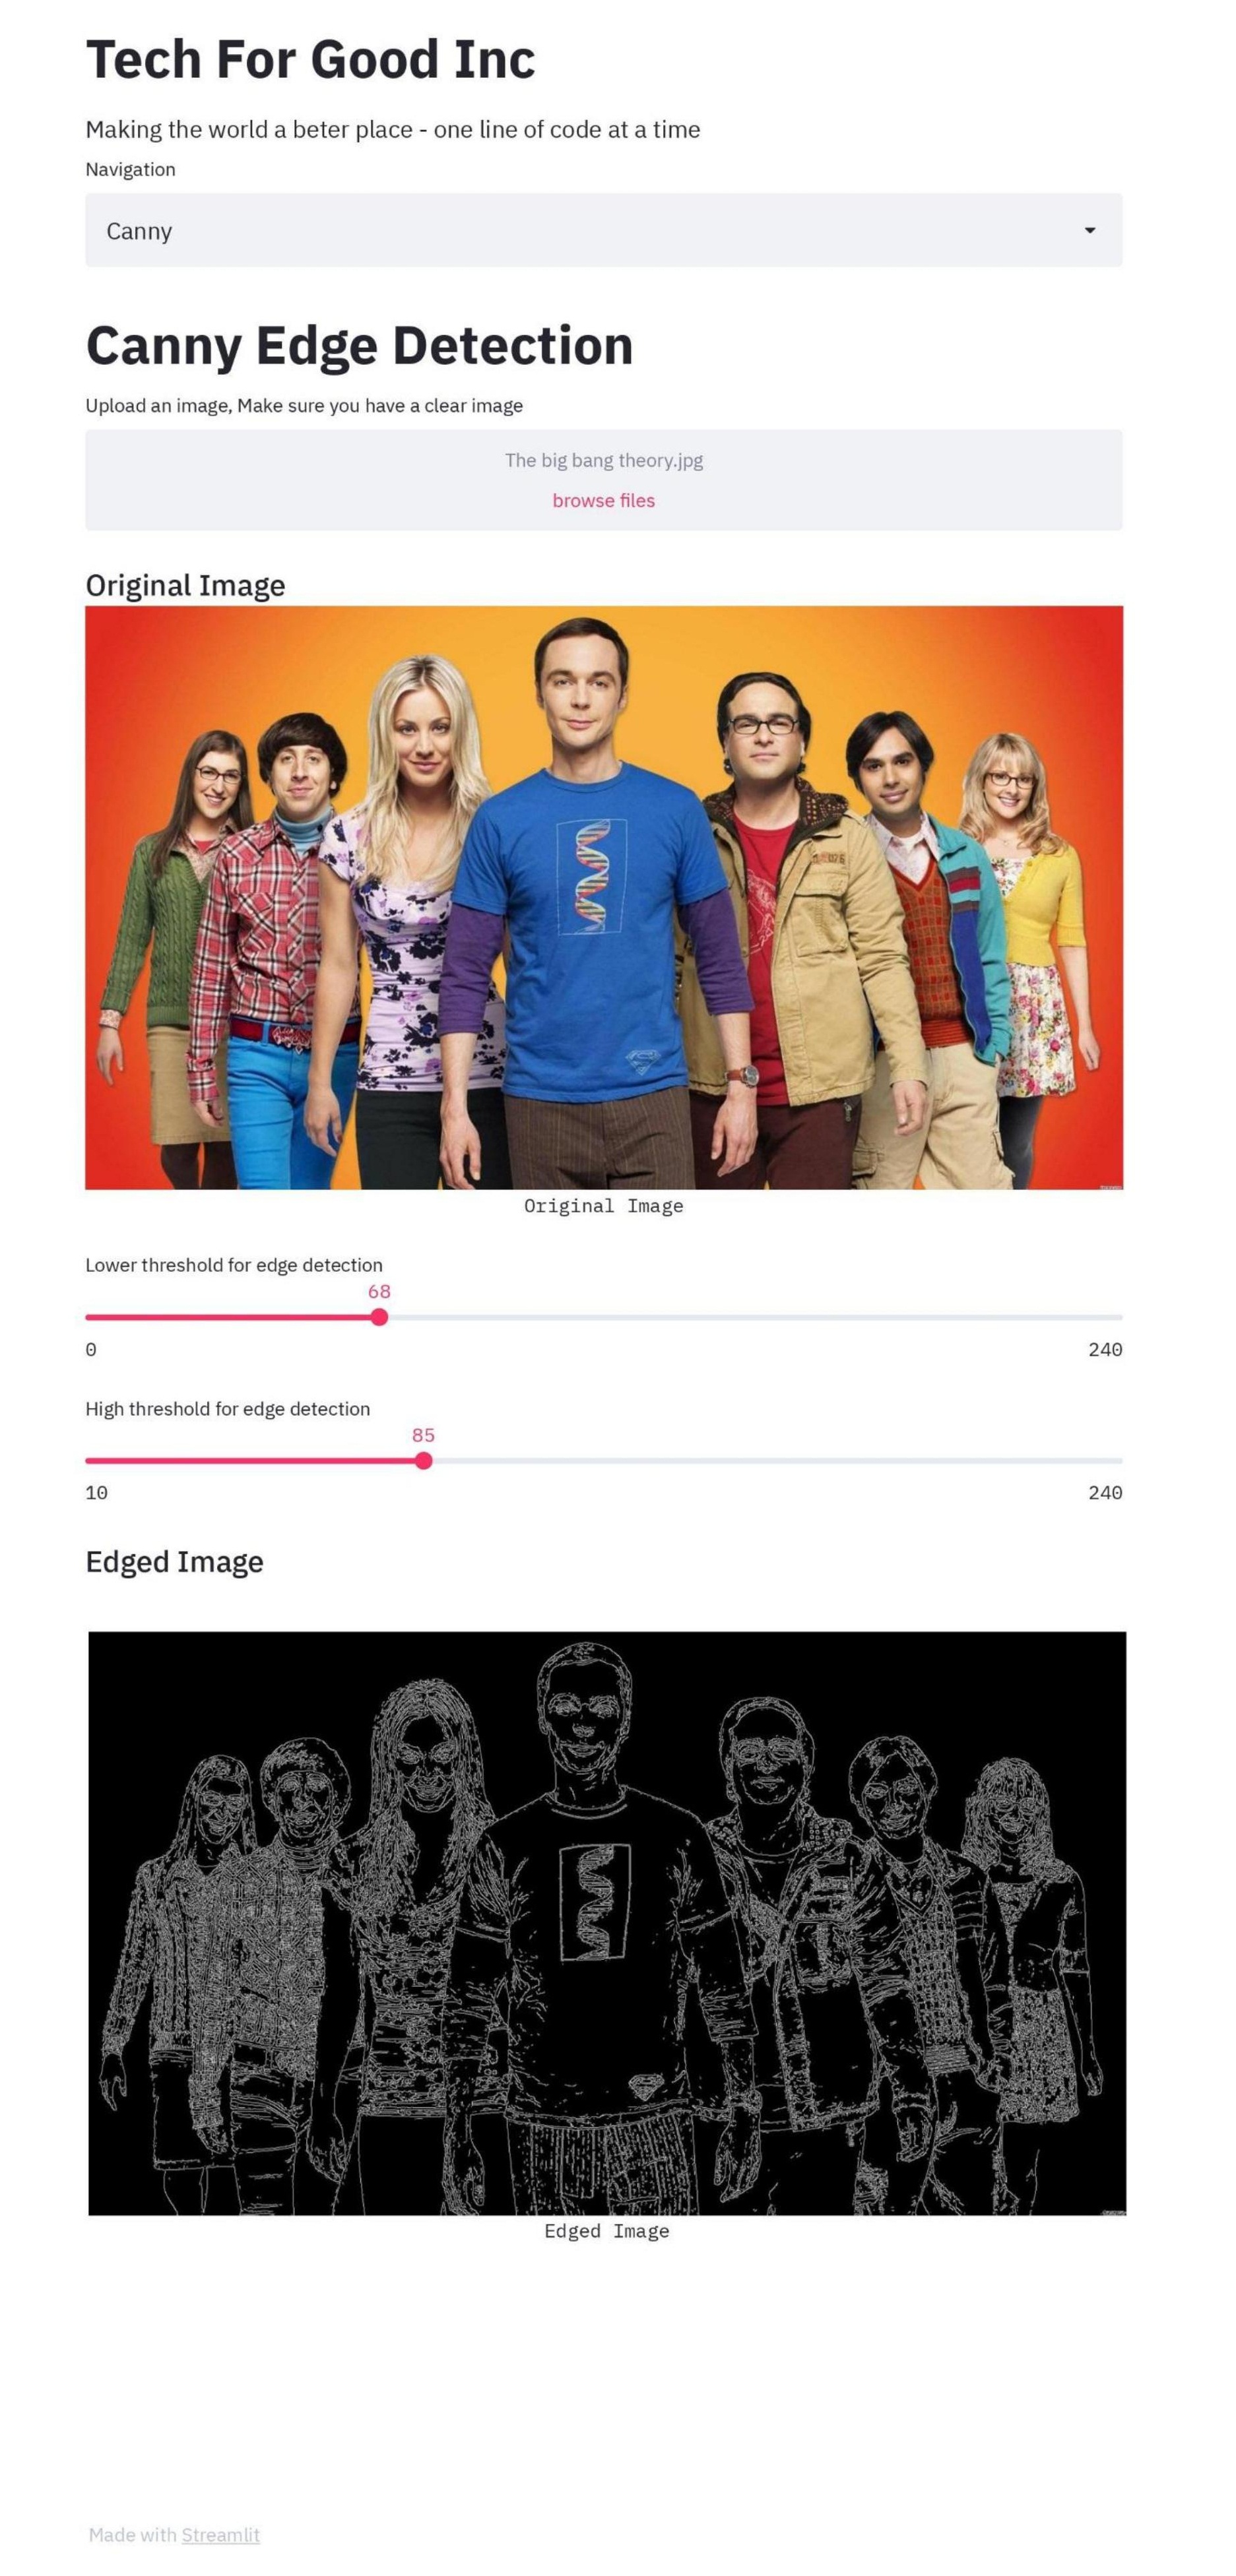 Tech For Good Inc
Making the world a beter place - one line of code at a time
Navigation
Canny
Canny Edge Detection
Upload an image, Make sure you have a clear image
The big bang theory.jpg
browse files
Original Image
Original Image
Lower threshold for edge detection
68
0 240
High threshold for edge detection
85
10 240
Edged Image
Edged Image
Made with Streamlit